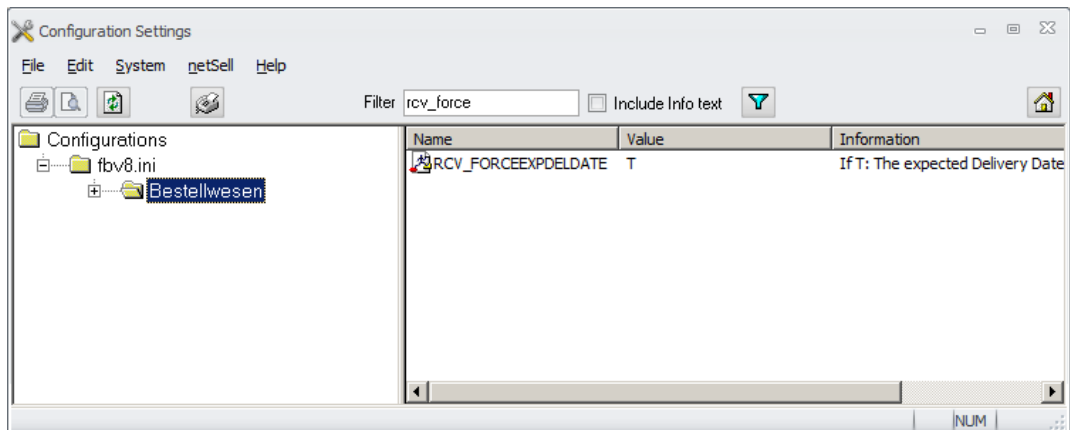 Configuration Settings
File Edit System netSell Help
Filter rcv_force Include Info text
Configurations
fbv8.ini
Bestellwesen
Name Value Information
RCV_FORCEEXPDELDATE T If T: The expected Delivery Date
NUM